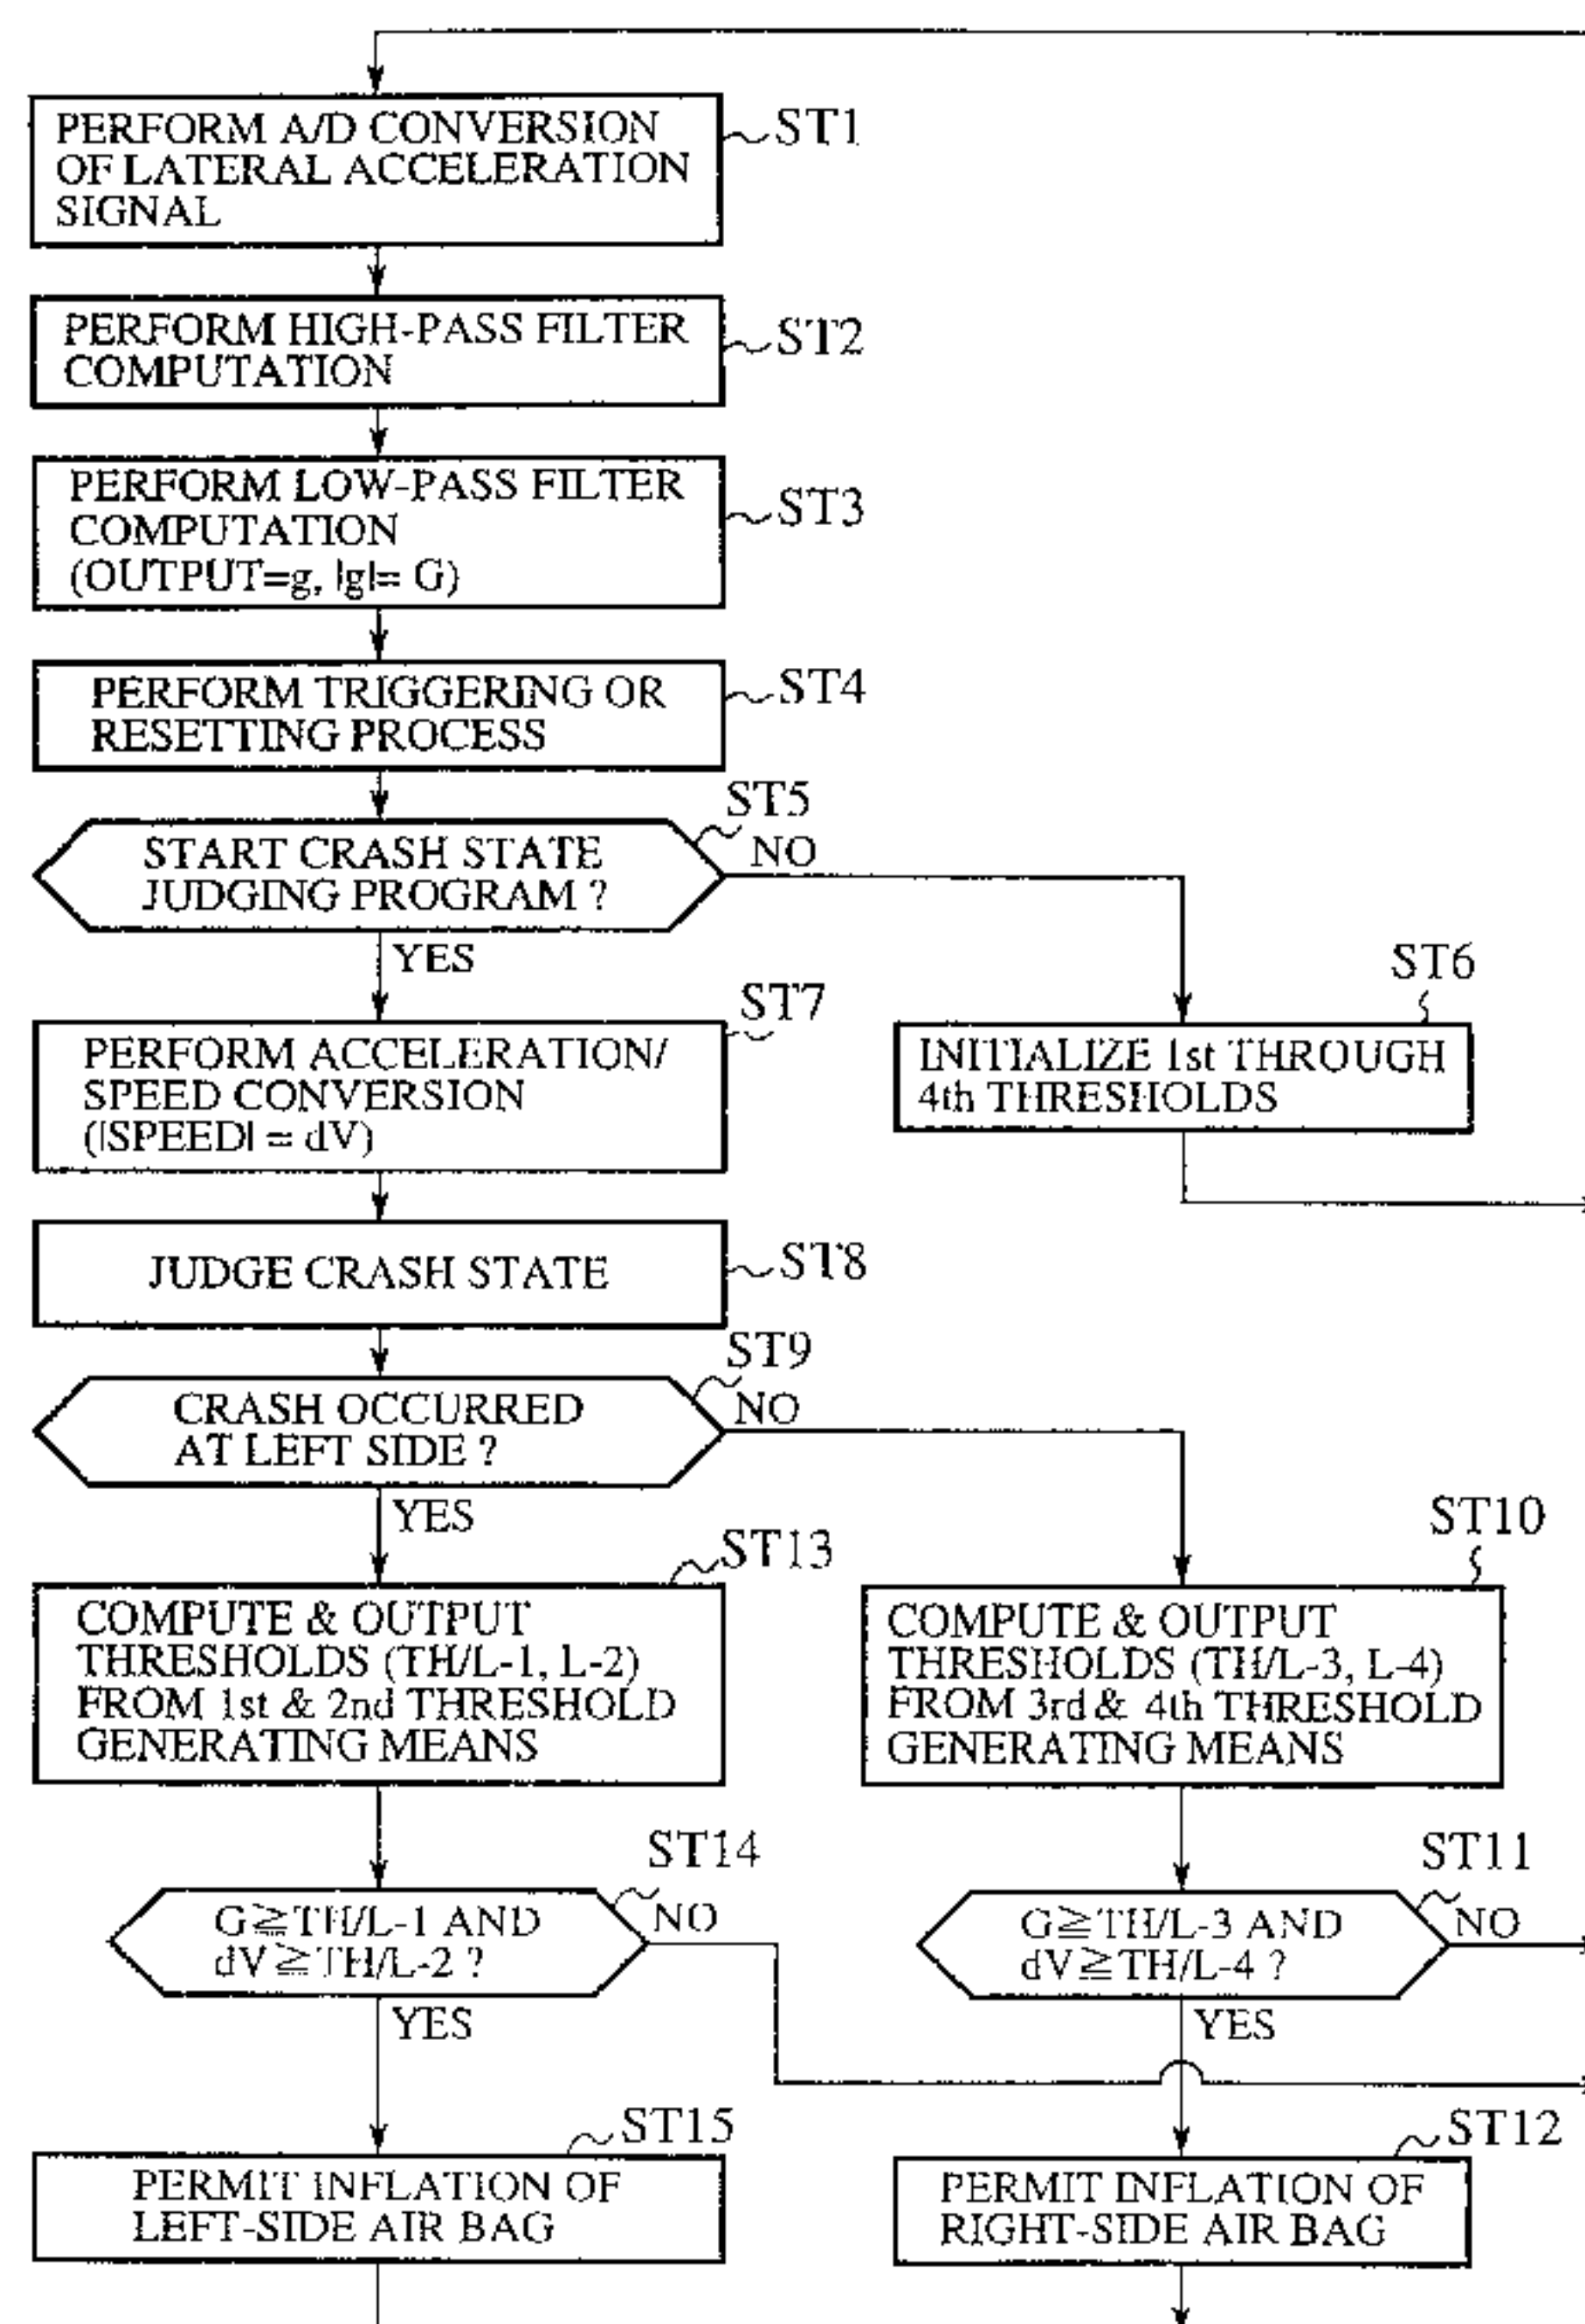 PERFORM A/D CONVERSION
OF LATERAL ACCELERATION
SIGNAL
ST1
PERFORM HIGH-PASS FILTER
COMPUTATION
ST2
PERFORM LOW-PASS FILTER
COMPUTATION
(OUTPUT=g, |g|= G)
ST3
PERFORM TRIGGERING OR
RESETTING PROCESS
ST4
START CRASH STATE
JUDGING PROGRAM ?
ST5
NO
YES
ST6
INITIALIZE 1st THROUGH
4th THRESHOLDS
ST7
PERFORM ACCELERATION/
SPEED CONVERSION
(|SPEED| = dV)
JUDGE CRASH STATE
ST8
ST9
CRASH OCCURRED
AT LEFT SIDE ?
NO
YES
ST13
COMPUTE & OUTPUT
THRESHOLDS (TH/L-1, L-2)
FROM 1st & 2nd THRESHOLD
GENERATING MEANS
ST10
COMPUTE & OUTPUT
THRESHOLDS (TH/L-3, L-4)
FROM 3rd & 4th THRESHOLD
GENERATING MEANS
ST14
G≧TH/L-1 AND
dV≧TH/L-2 ?
NO
YES
ST11
G≧TH/L-3 AND
dV≧TH/L-4 ?
NO
YES
ST15
PERMIT INFLATION OF
LEFT-SIDE AIR BAG
ST12
PERMIT INFLATION OF
RIGHT-SIDE AIR BAG